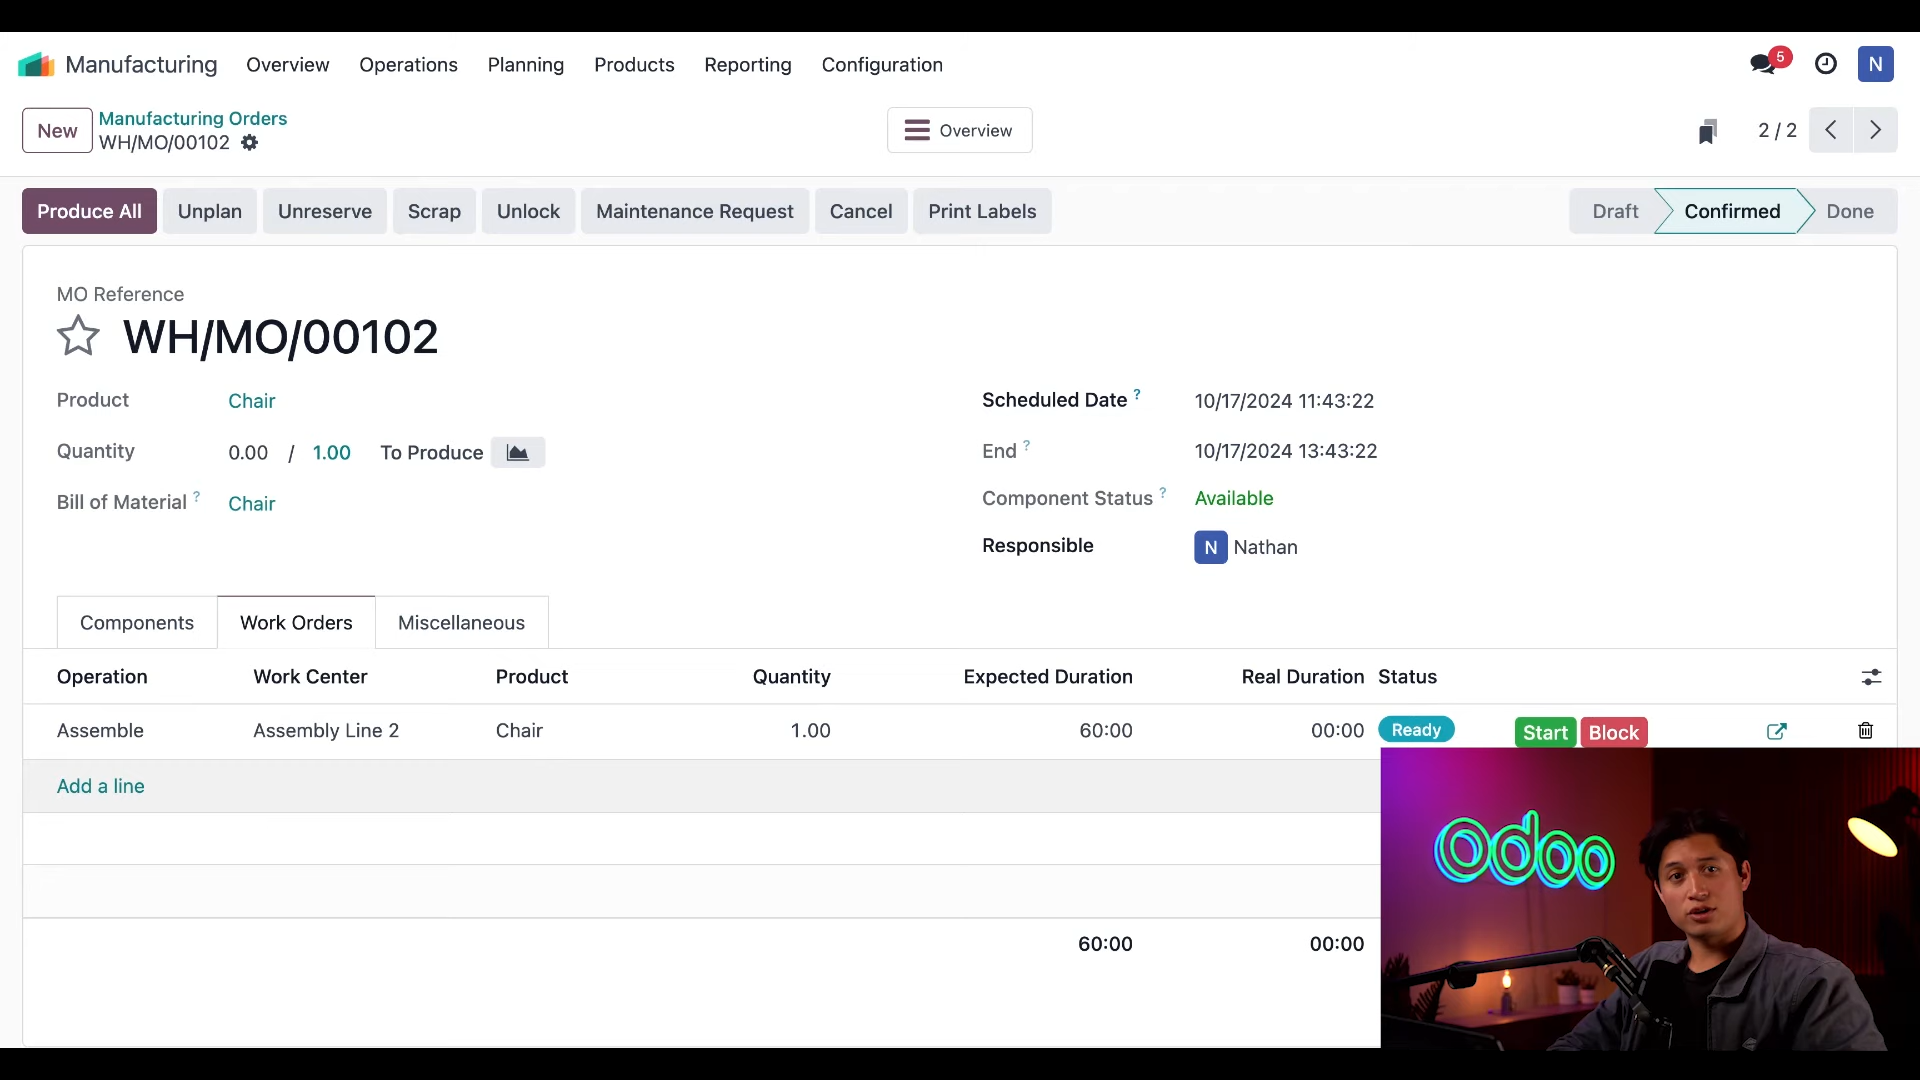 Manufacturing Overview Operations Planning Products Reporting Configuration 5 N
New Manufacturing Orders
WH/MO/00102
Overview
2 / 2
Produce All Unplan Unreserve Scrap Unlock Maintenance Request Cancel Print Labels Draft Confirmed Done
MO Reference
WH/MO/00102
Product Chair
Quantity 0.00 / 1.00 To Produce
Bill of Material ? Chair
Scheduled Date ? 10/17/2024 11:43:22
End ? 10/17/2024 13:43:22
Component Status ? Available
Responsible N Nathan
Components Work Orders Miscellaneous
Operation Work Center Product Quantity Expected Duration Real Duration Status
Assemble Assembly Line 2 Chair 1.00 60:00 00:00 Ready Start Block
Add a line
60:00 00:00
odoo